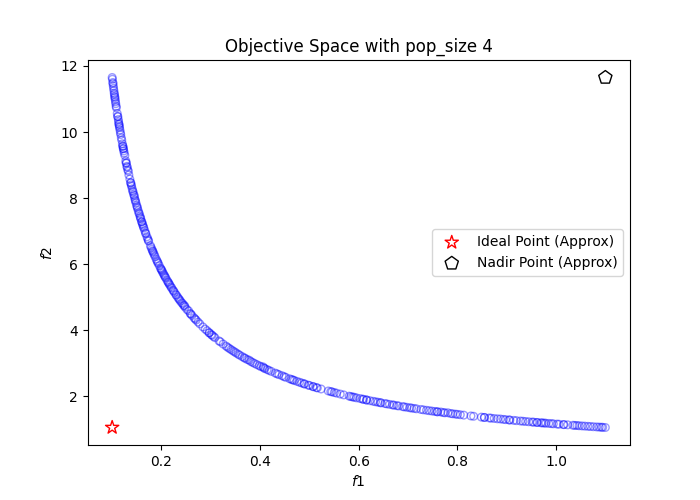 Objective Space with pop_size 4
12
10
8
6
4
2
f2
Ideal Point (Approx)
Nadir Point (Approx)
0.2 0.4 0.6 0.8 1.0
f1